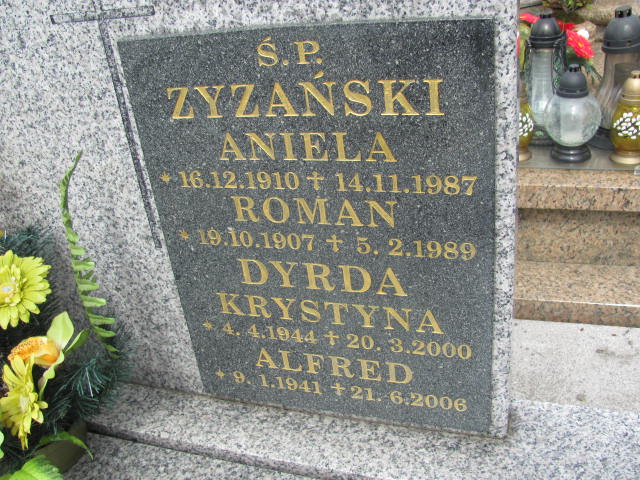 Ś.P.
ZYZAŃSKI
ANIELA
* 16.12.1910 + 14.11.1987
ROMAN
* 19.10.1907 + 5.2.1989
DYRDA
KRYSTYNA
* 4.4.1944 + 20.3.2000
ALFRED
* 9.1.1941 + 21.6.2006